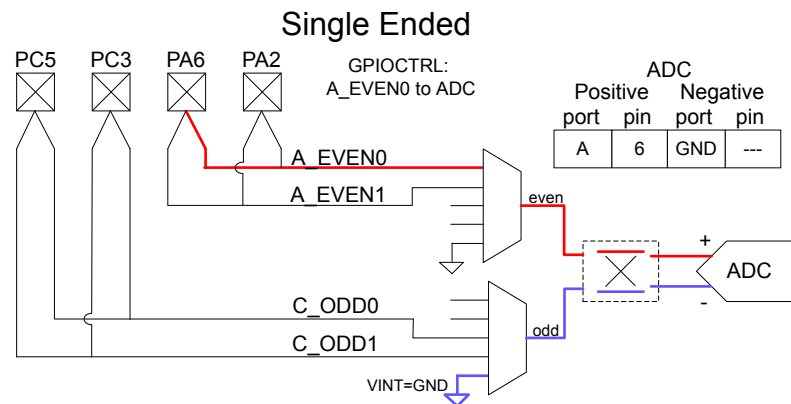 Single Ended
PC5 PC3 PA6 PA2
GPIOCTRL:
A_EVEN0 to ADC
ADC
Positive Negative
port pin port pin
A 6 GND ---
A_EVEN0
A_EVEN1
even
+
ADC
-
C_ODD0
odd
C_ODD1
VINT=GND